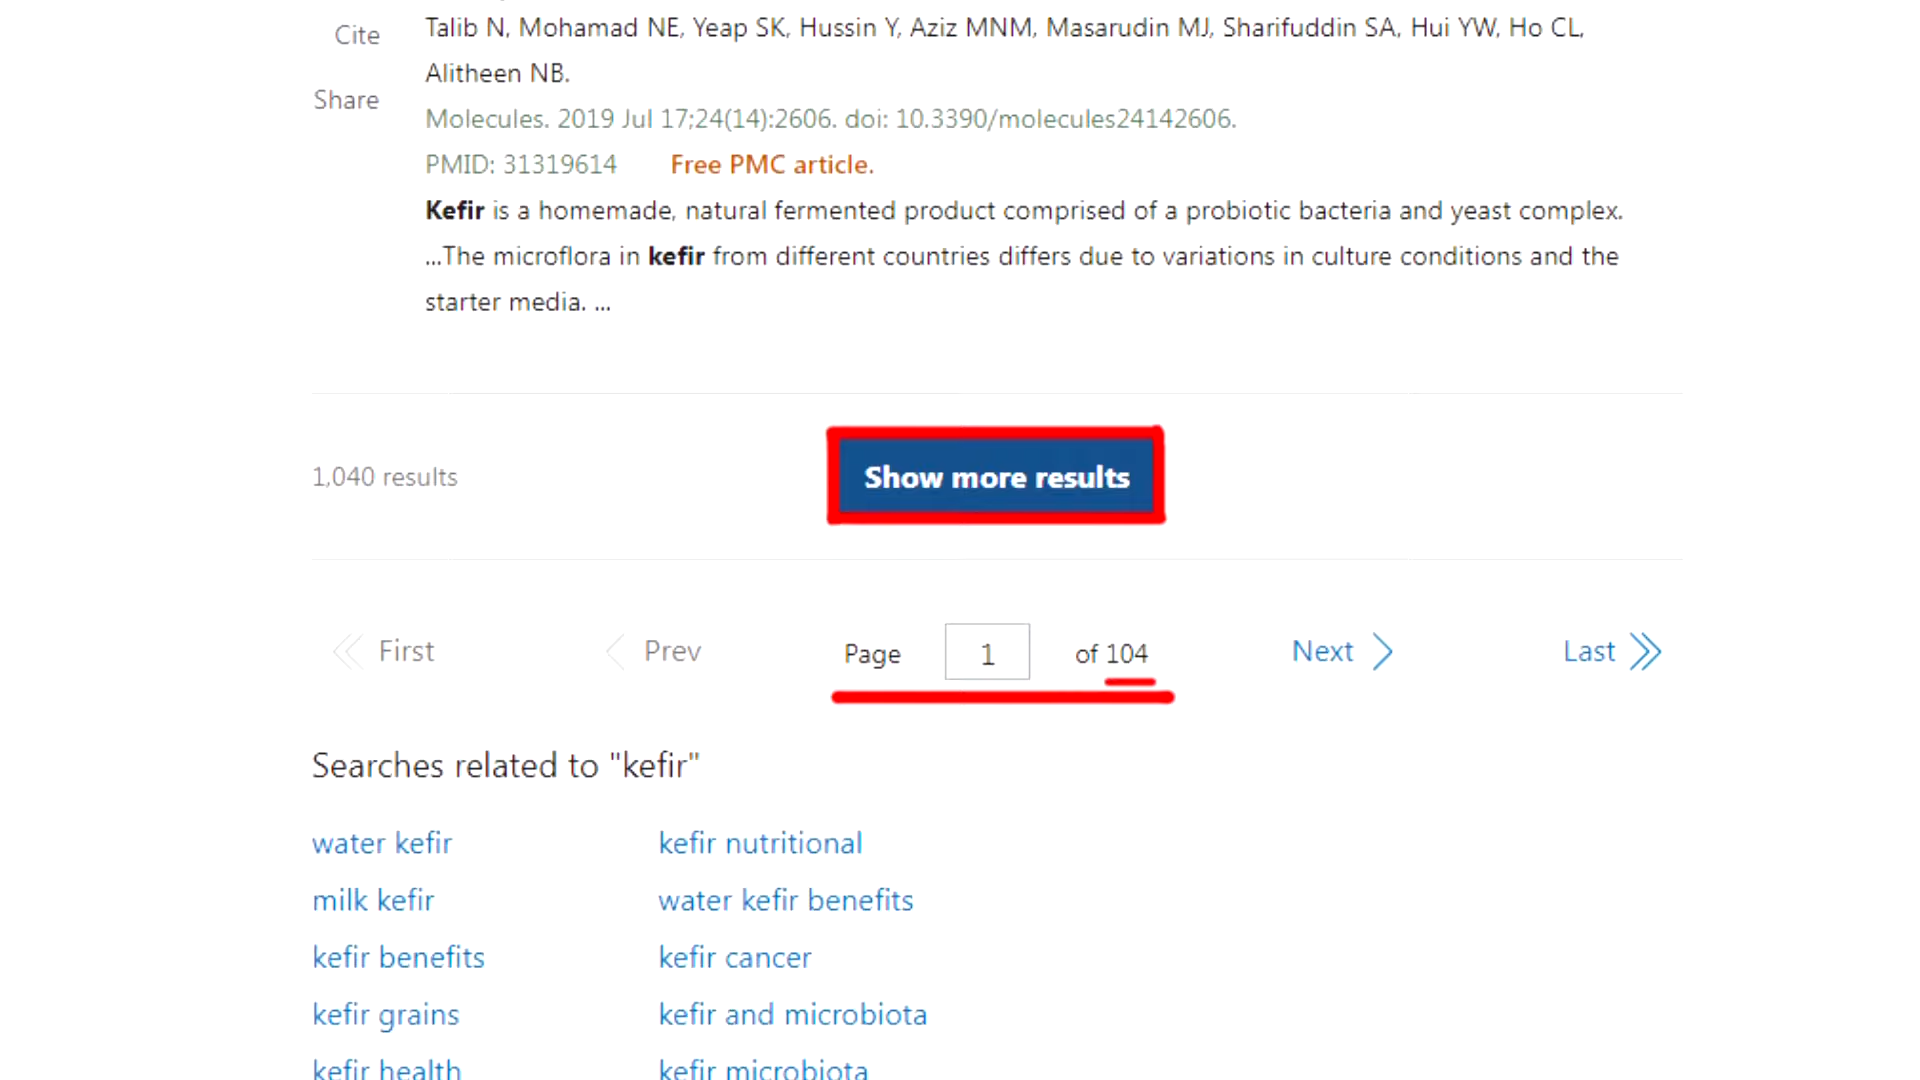 Cite
Share
Talib N, Mohamad NE, Yeap SK, Hussin Y, Aziz MNM, Masarudin MJ, Sharifuddin SA, Hui YW, Ho CL,
Alitheen NB.
Molecules. 2019 Jul 17;24(14):2606. doi: 10.3390/molecules24142606.
PMID: 31319614 Free PMC article.
Kefir is a homemade, natural fermented product comprised of a probiotic bacteria and yeast complex.
...The microflora in kefir from different countries differs due to variations in culture conditions and the
starter media. ...
1,040 results
Show more results
First Prev Page 1 of 104 Next Last
Searches related to "kefir"
water kefir
milk kefir
kefir benefits
kefir grains
kefir health
kefir nutritional
water kefir benefits
kefir cancer
kefir and microbiota
kefir microbiota